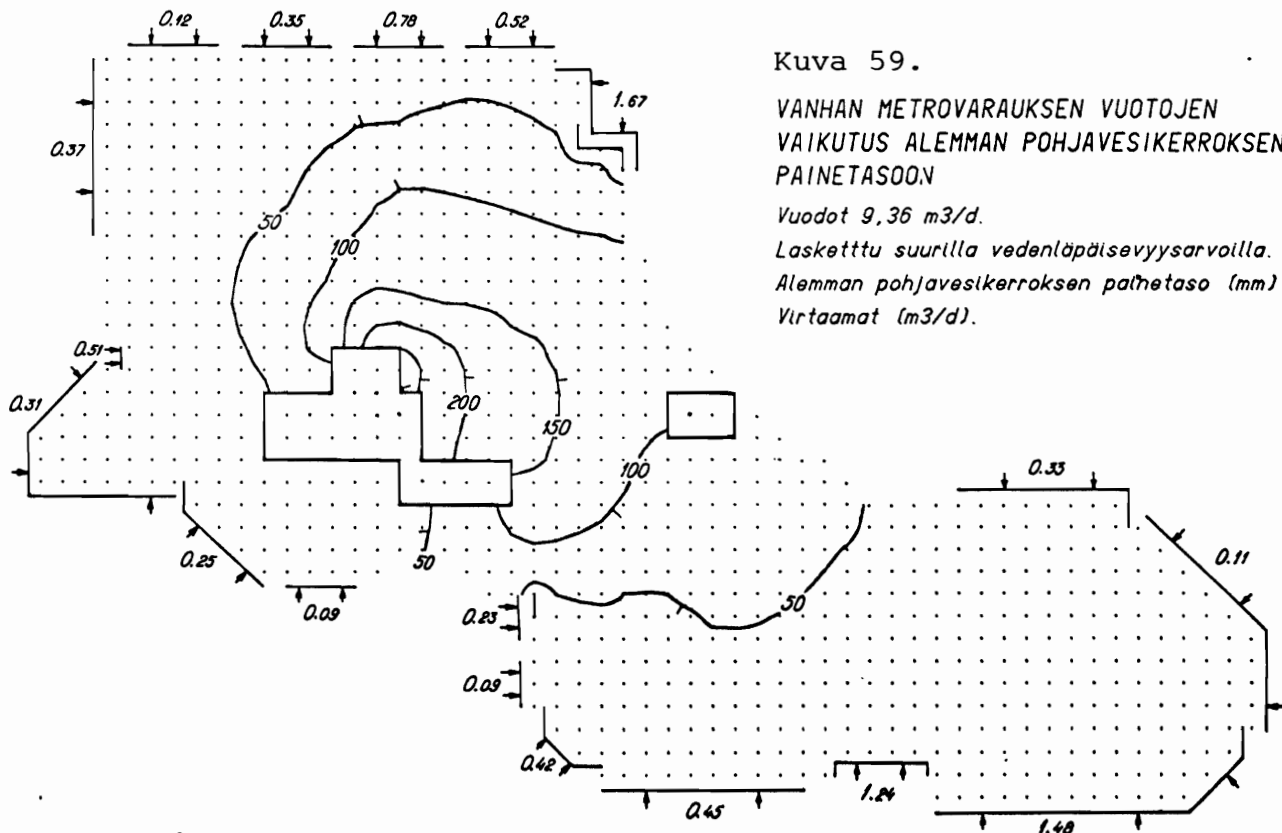 0.12 0.35 0.78 0.52
Kuva 59.
1.67
VANHAN METROVARAUKSEN VUOTOJEN
VAIKUTUS ALEMMAN POHJAVESIKERROKSEN
PAINETASOON
0.37
Vuodot 9,36 m3/d.
50
100
Laskетttu suurilla vedenläpäisevyysarvoilla.
Alemman pohjavesikerroksen painetaso (mm)
Virtaamat (m3/d).
0.51
0.31
200
150
100
0.33
0.25
50
0.11
0.09
0.23
50
0.09
0.42
1.24
0.45
1.48